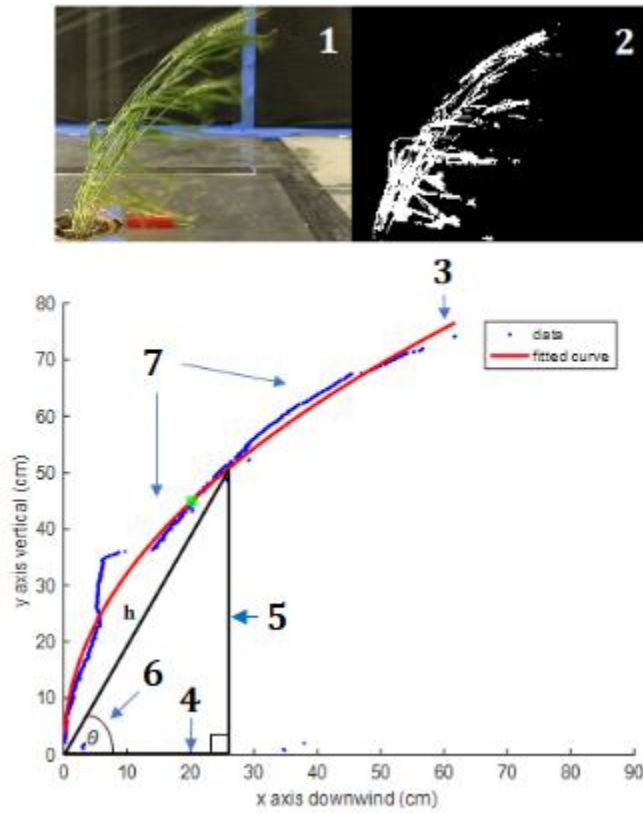 1
2
3
80
data
fitted curve
7
70
60
50
40
y axis vertical (cm)
30
h
5
20
6
4
10
θ
0
0 10 20 30 40 50 60 70 80 90
x axis downwind (cm)